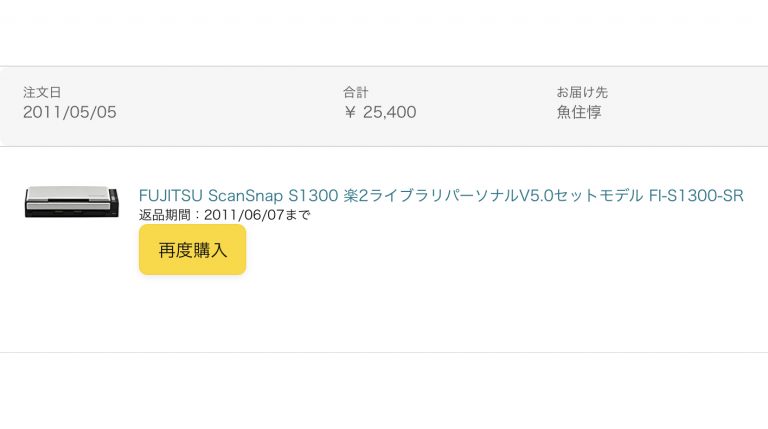 注文日 合計 お届け先
2011/05/05 ￥ 25,400 魚住惇
FUJITSU ScanSnap S1300 楽2ライブラリパーソナルV5.0セットモデル FI-S1300-SR
返品期間：2011/06/07まで
再度購入